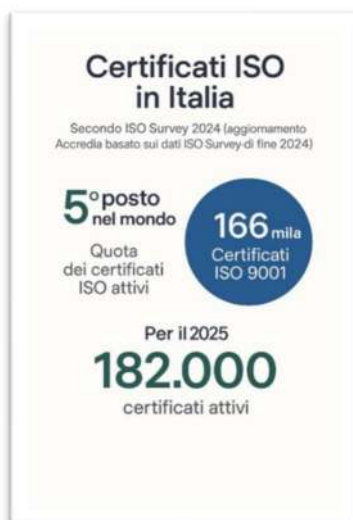 Certificati ISO
in Italia
Secondo ISO Survey 2024 (aggiornamento
Accredia basato sui dati ISO Survey di fine 2024)
5° posto
nel mondo
Quota
dei certificati
ISO attivi
166 mila
Certificati
ISO 9001
Per il 2025
182.000
certificati attivi